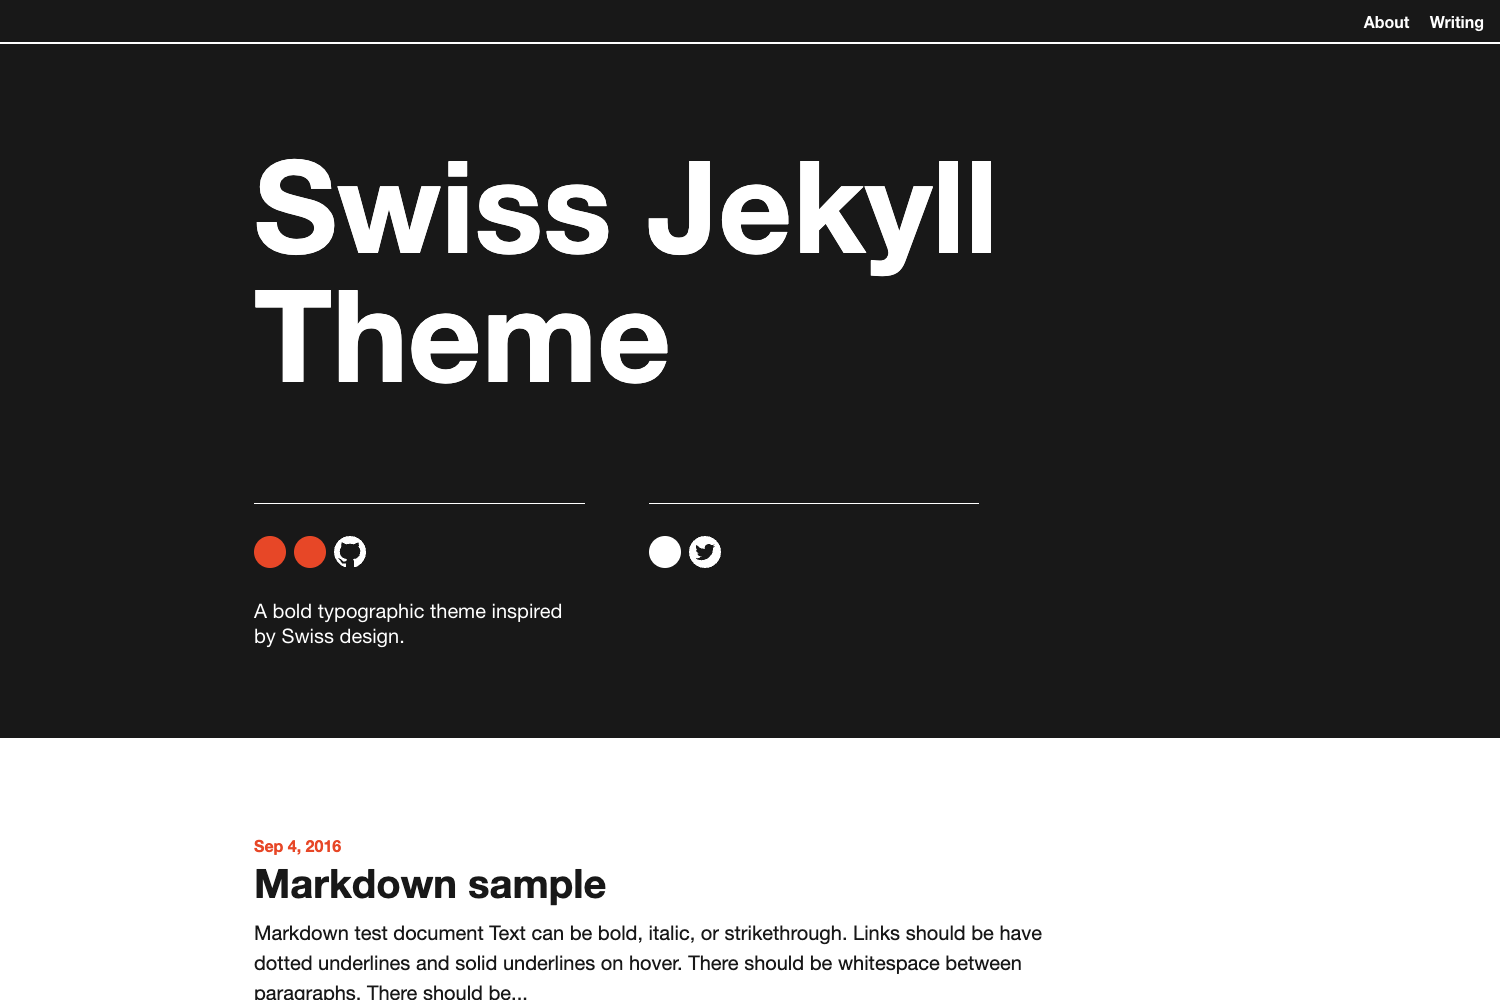 About Writing
Swiss Jekyll
Theme
A bold typographic theme inspired
by Swiss design.
Sep 4, 2016
Markdown sample
Markdown test document Text can be bold, italic, or strikethrough. Links should be have
dotted underlines and solid underlines on hover. There should be whitespace between
paragraphs. There should be...